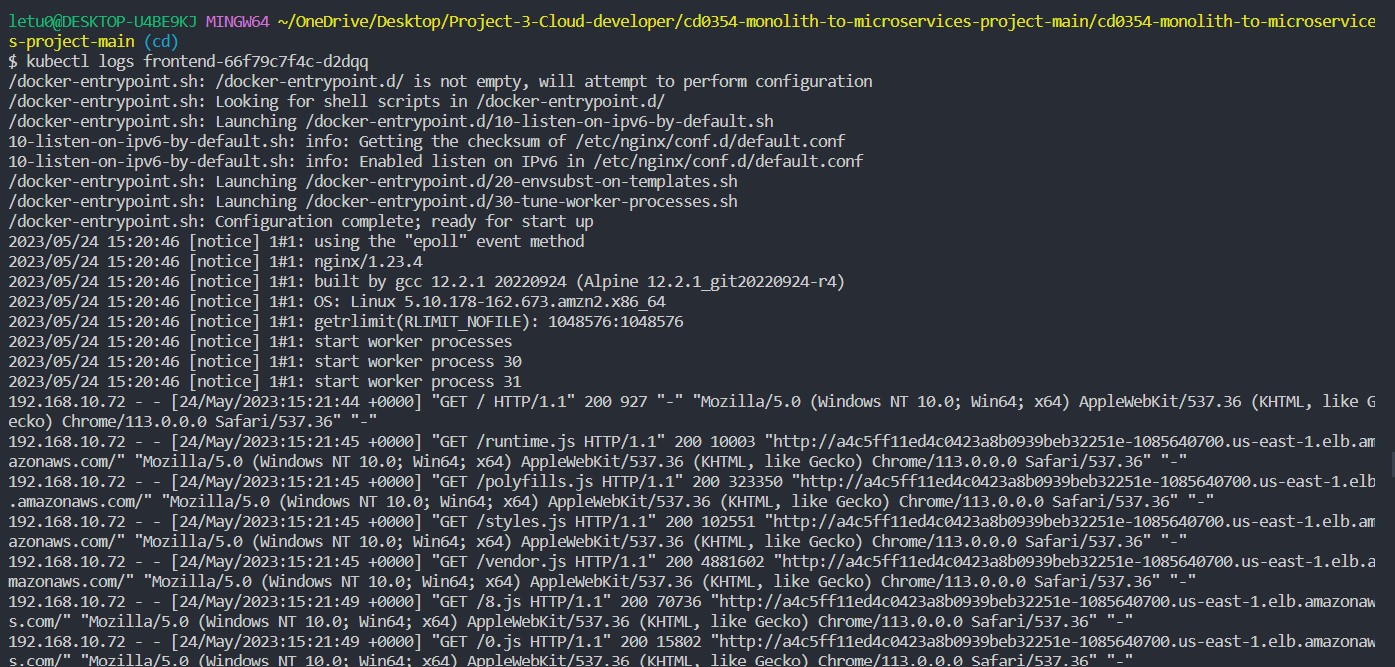 letu0@DESKTOP-U4BE9KJ MINGW64 ~/OneDrive/Desktop/Project-3-Cloud-developer/cd0354-monolith-to-microservices-project-main/cd0354-monolith-to-microservice
s-project-main (cd)
$ kubectl logs frontend-66f79c7f4c-d2dqq
/docker-entrypoint.sh: /docker-entrypoint.d/ is not empty, will attempt to perform configuration
/docker-entrypoint.sh: Looking for shell scripts in /docker-entrypoint.d/
/docker-entrypoint.sh: Launching /docker-entrypoint.d/10-listen-on-ipv6-by-default.sh
10-listen-on-ipv6-by-default.sh: info: Getting the checksum of /etc/nginx/conf.d/default.conf
10-listen-on-ipv6-by-default.sh: info: Enabled listen on IPv6 in /etc/nginx/conf.d/default.conf
/docker-entrypoint.sh: Launching /docker-entrypoint.d/20-envsubst-on-templates.sh
/docker-entrypoint.sh: Launching /docker-entrypoint.d/30-tune-worker-processes.sh
/docker-entrypoint.sh: Configuration complete; ready for start up
2023/05/24 15:20:46 [notice] 1#1: using the "epoll" event method
2023/05/24 15:20:46 [notice] 1#1: nginx/1.23.4
2023/05/24 15:20:46 [notice] 1#1: built by gcc 12.2.1 20220924 (Alpine 12.2.1_git20220924-r4)
2023/05/24 15:20:46 [notice] 1#1: OS: Linux 5.10.178-162.673.amzn2.x86_64
2023/05/24 15:20:46 [notice] 1#1: getrlimit(RLIMIT_NOFILE): 1048576:1048576
2023/05/24 15:20:46 [notice] 1#1: start worker processes
2023/05/24 15:20:46 [notice] 1#1: start worker process 30
2023/05/24 15:20:46 [notice] 1#1: start worker process 31
192.168.10.72 - - [24/May/2023:15:21:44 +0000] "GET / HTTP/1.1" 200 927 "-" "Mozilla/5.0 (Windows NT 10.0; Win64; x64) AppleWebKit/537.36 (KHTML, like G
ecko) Chrome/113.0.0.0 Safari/537.36" "-"
192.168.10.72 - - [24/May/2023:15:21:45 +0000] "GET /runtime.js HTTP/1.1" 200 10003 "http://a4c5ff11ed4c0423a8b0939beb32251e-1085640700.us-east-1.elb.am
azonaws.com/" "Mozilla/5.0 (Windows NT 10.0; Win64; x64) AppleWebKit/537.36 (KHTML, like Gecko) Chrome/113.0.0.0 Safari/537.36" "-"
192.168.10.72 - - [24/May/2023:15:21:45 +0000] "GET /polyfills.js HTTP/1.1" 200 323350 "http://a4c5ff11ed4c0423a8b0939beb32251e-1085640700.us-east-1.elb
.amazonaws.com/" "Mozilla/5.0 (Windows NT 10.0; Win64; x64) AppleWebKit/537.36 (KHTML, like Gecko) Chrome/113.0.0.0 Safari/537.36" "-"
192.168.10.72 - - [24/May/2023:15:21:45 +0000] "GET /styles.js HTTP/1.1" 200 102551 "http://a4c5ff11ed4c0423a8b0939beb32251e-1085640700.us-east-1.elb.am
azonaws.com/" "Mozilla/5.0 (Windows NT 10.0; Win64; x64) AppleWebKit/537.36 (KHTML, like Gecko) Chrome/113.0.0.0 Safari/537.36" "-"
192.168.10.72 - - [24/May/2023:15:21:45 +0000] "GET /vendor.js HTTP/1.1" 200 4881602 "http://a4c5ff11ed4c0423a8b0939beb32251e-1085640700.us-east-1.elb.a
mazonaws.com/" "Mozilla/5.0 (Windows NT 10.0; Win64; x64) AppleWebKit/537.36 (KHTML, like Gecko) Chrome/113.0.0.0 Safari/537.36" "-"
192.168.10.72 - - [24/May/2023:15:21:49 +0000] "GET /8.js HTTP/1.1" 200 70736 "http://a4c5ff11ed4c0423a8b0939beb32251e-1085640700.us-east-1.elb.amazonaw
s.com/" "Mozilla/5.0 (Windows NT 10.0; Win64; x64) AppleWebKit/537.36 (KHTML, like Gecko) Chrome/113.0.0.0 Safari/537.36" "-"
192.168.10.72 - - [24/May/2023:15:21:49 +0000] "GET /0.js HTTP/1.1" 200 15802 "http://a4c5ff11ed4c0423a8b0939beb32251e-1085640700.us-east-1.elb.amazonaw
s.com/" "Mozilla/5.0 (Windows NT 10.0; Win64; x64) AppleWebKit/537.36 (KHTML, like Gecko) Chrome/113.0.0.0 Safari/537.36" "-"